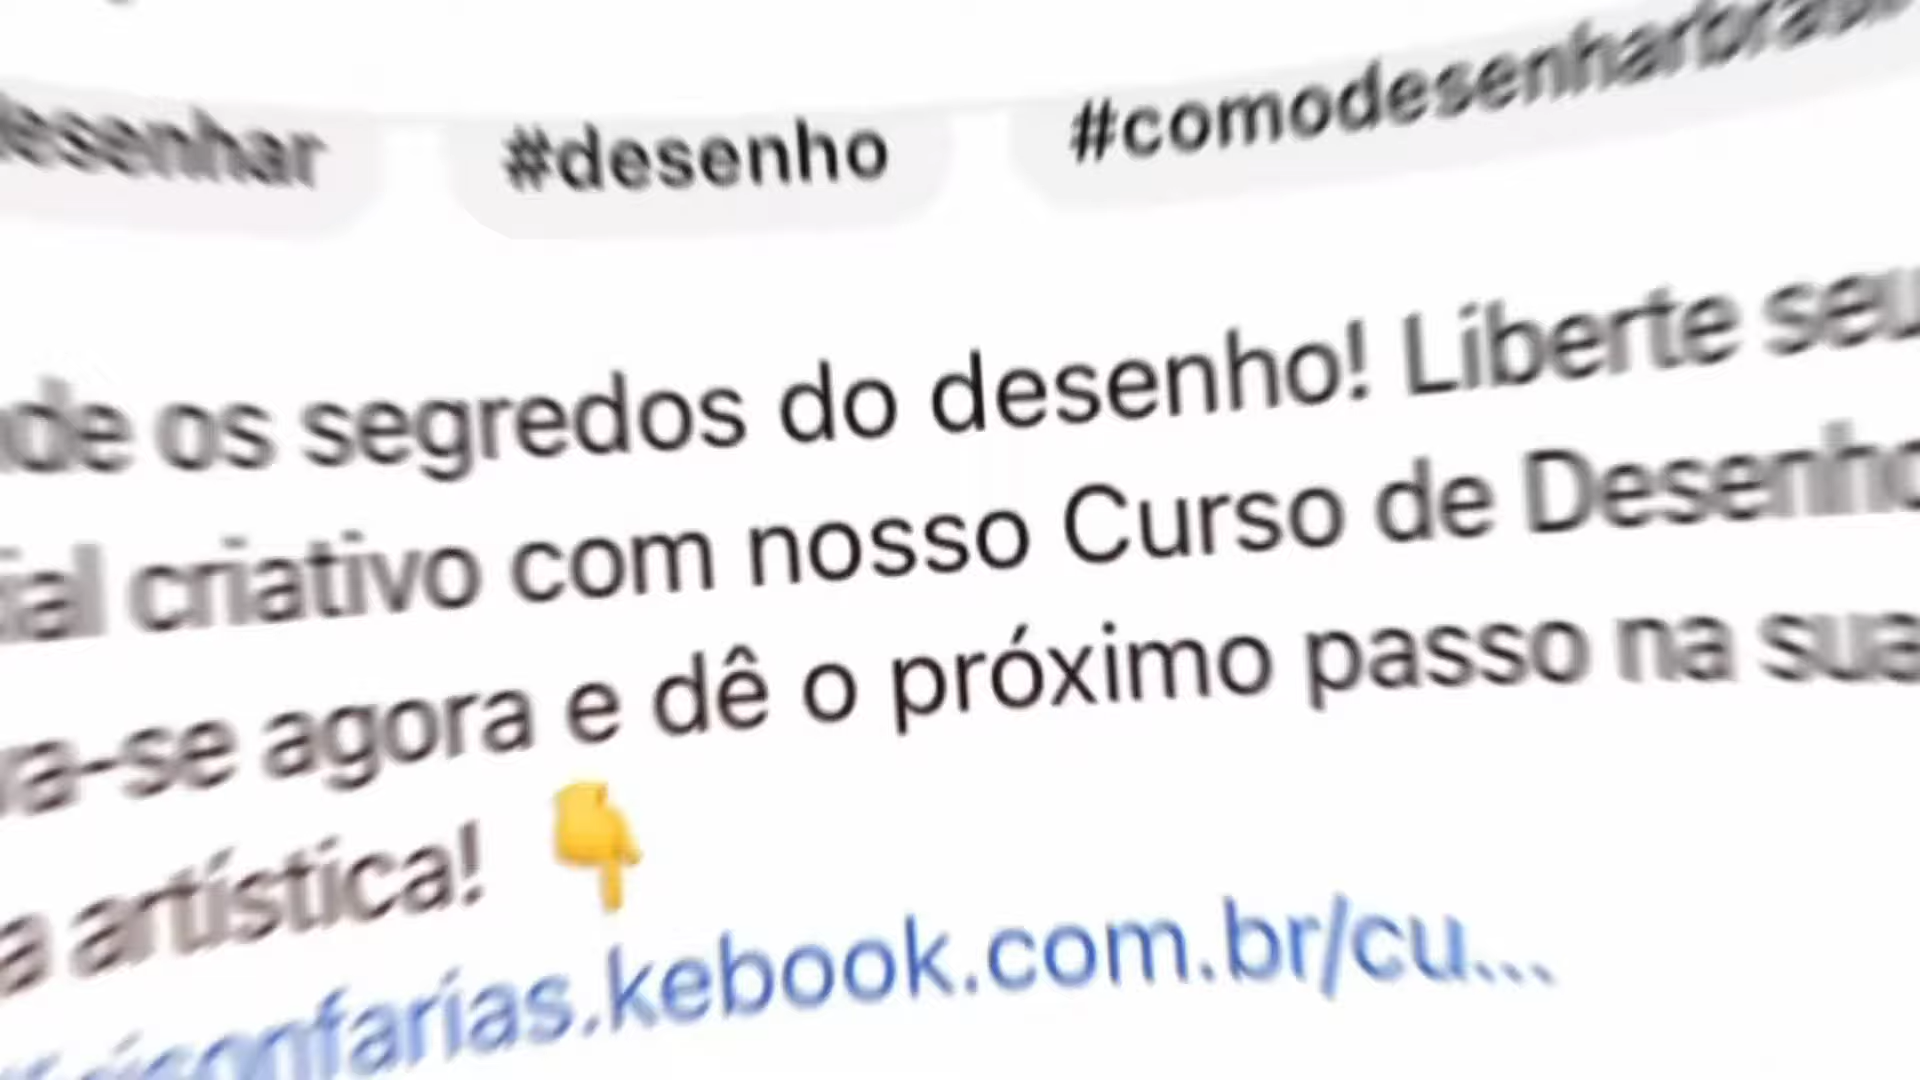 #desenho #comodesenharbras
os segredos do desenho! Liberte seu
criativo com nosso Curso de Desenho
agora e dê o próximo passo na sua
artística! 👇
.kebook.com.br/cu...